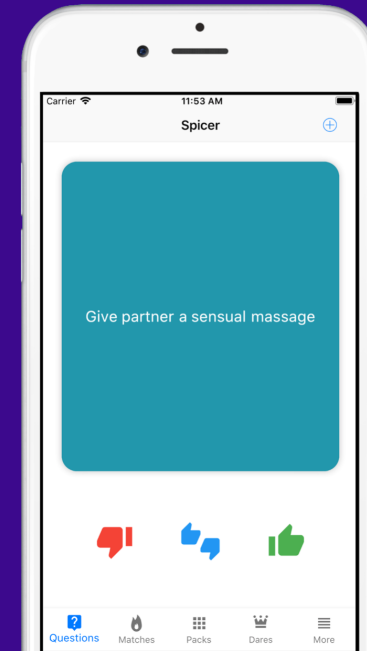 Carrier 11:53 AM
Spicer
Give partner a sensual massage
Questions Matches Packs Dares More